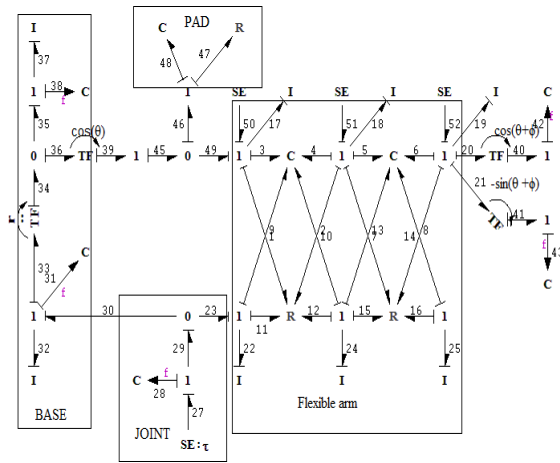 PAD
I
C
R
37
48
47
38
1
C
f
I
SE
I
SE
I
SE
I
C
f
cos(θ)
35
46
50
17
51
18
52
19
cos(θ+ϕ)
42
0
36
TF
39
1
45
0
49
1
3
C
4
1
5
C
6
1
20
TF
40
1
34
21
-sin(θ+ϕ)
r:
TF
9
1
2
10
13
7
14
8
TF
41
1
33
31
C
f
f
43
C
1
30
0
23
1
11
R
12
1
15
R
16
1
32
29
22
24
25
I
C
f
1
28
I
I
I
BASE
27
Flexible arm
JOINT
SE:τ